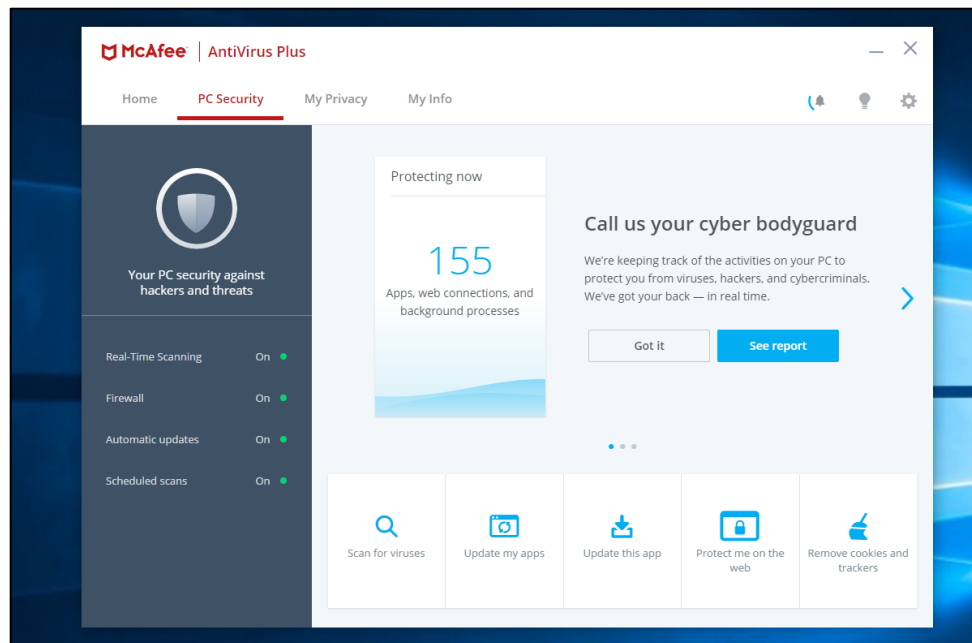 McAfee | AntiVirus Plus
Home PC Security My Privacy My Info
Your PC security against
hackers and threats
Real-Time Scanning On
Firewall On
Automatic updates On
Scheduled scans On
Protecting now
155
Apps, web connections, and
background processes
Call us your cyber bodyguard
We're keeping track of the activities on your PC to
protect you from viruses, hackers, and cybercriminals.
We've got your back — in real time.
Got it See report
Scan for viruses
Update my apps
Update this app
Protect me on the
web
Remove cookies and
trackers